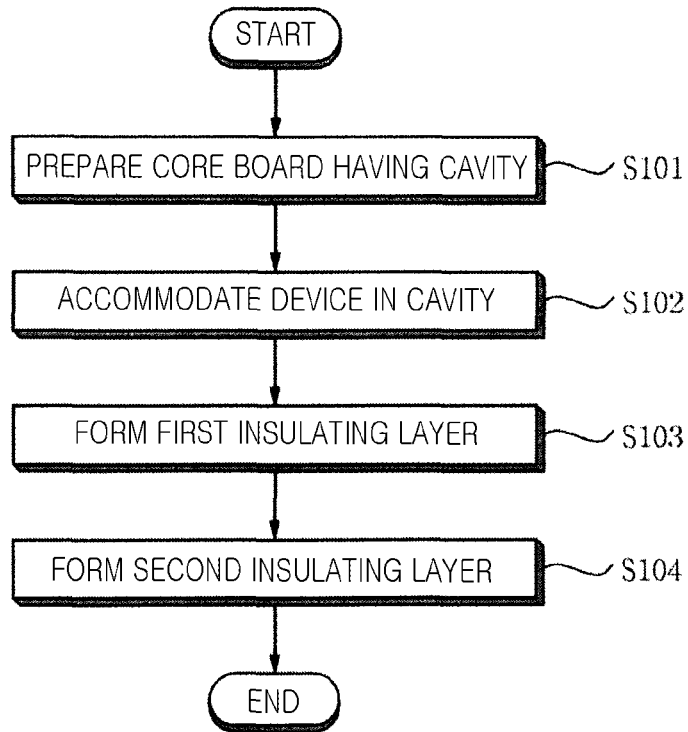 START
PREPARE CORE BOARD HAVING CAVITY S101
ACCOMMODATE DEVICE IN CAVITY S102
FORM FIRST INSULATING LAYER S103
FORM SECOND INSULATING LAYER S104
END